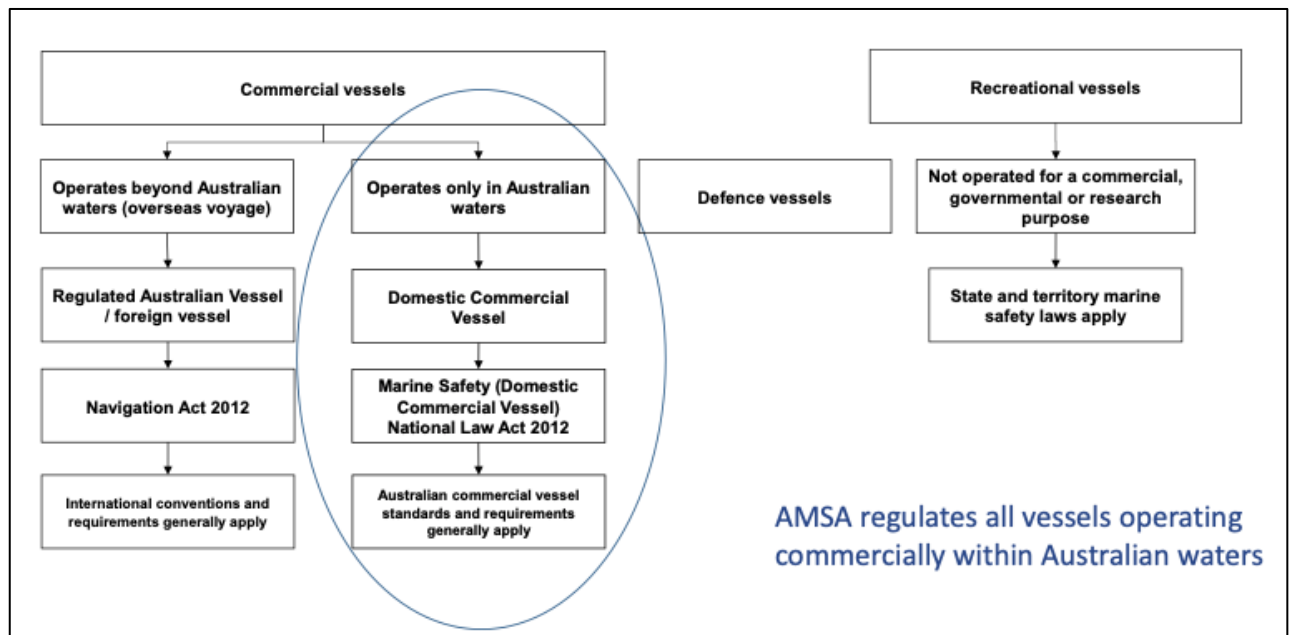 Commercial vessels
Recreational vessels
Operates beyond Australian
waters (overseas voyage)
Operates only in Australian
waters
Defence vessels
Not operated for a commercial,
governmental or research
purpose
Regulated Australian Vessel
/ foreign vessel
Domestic Commercial
Vessel
State and territory marine
safety laws apply
Navigation Act 2012
Marine Safety (Domestic
Commercial Vessel)
National Law Act 2012
International conventions and
requirements generally apply
Australian commercial vessel
standards and requirements
generally apply
AMSA regulates all vessels operating
commercially within Australian waters